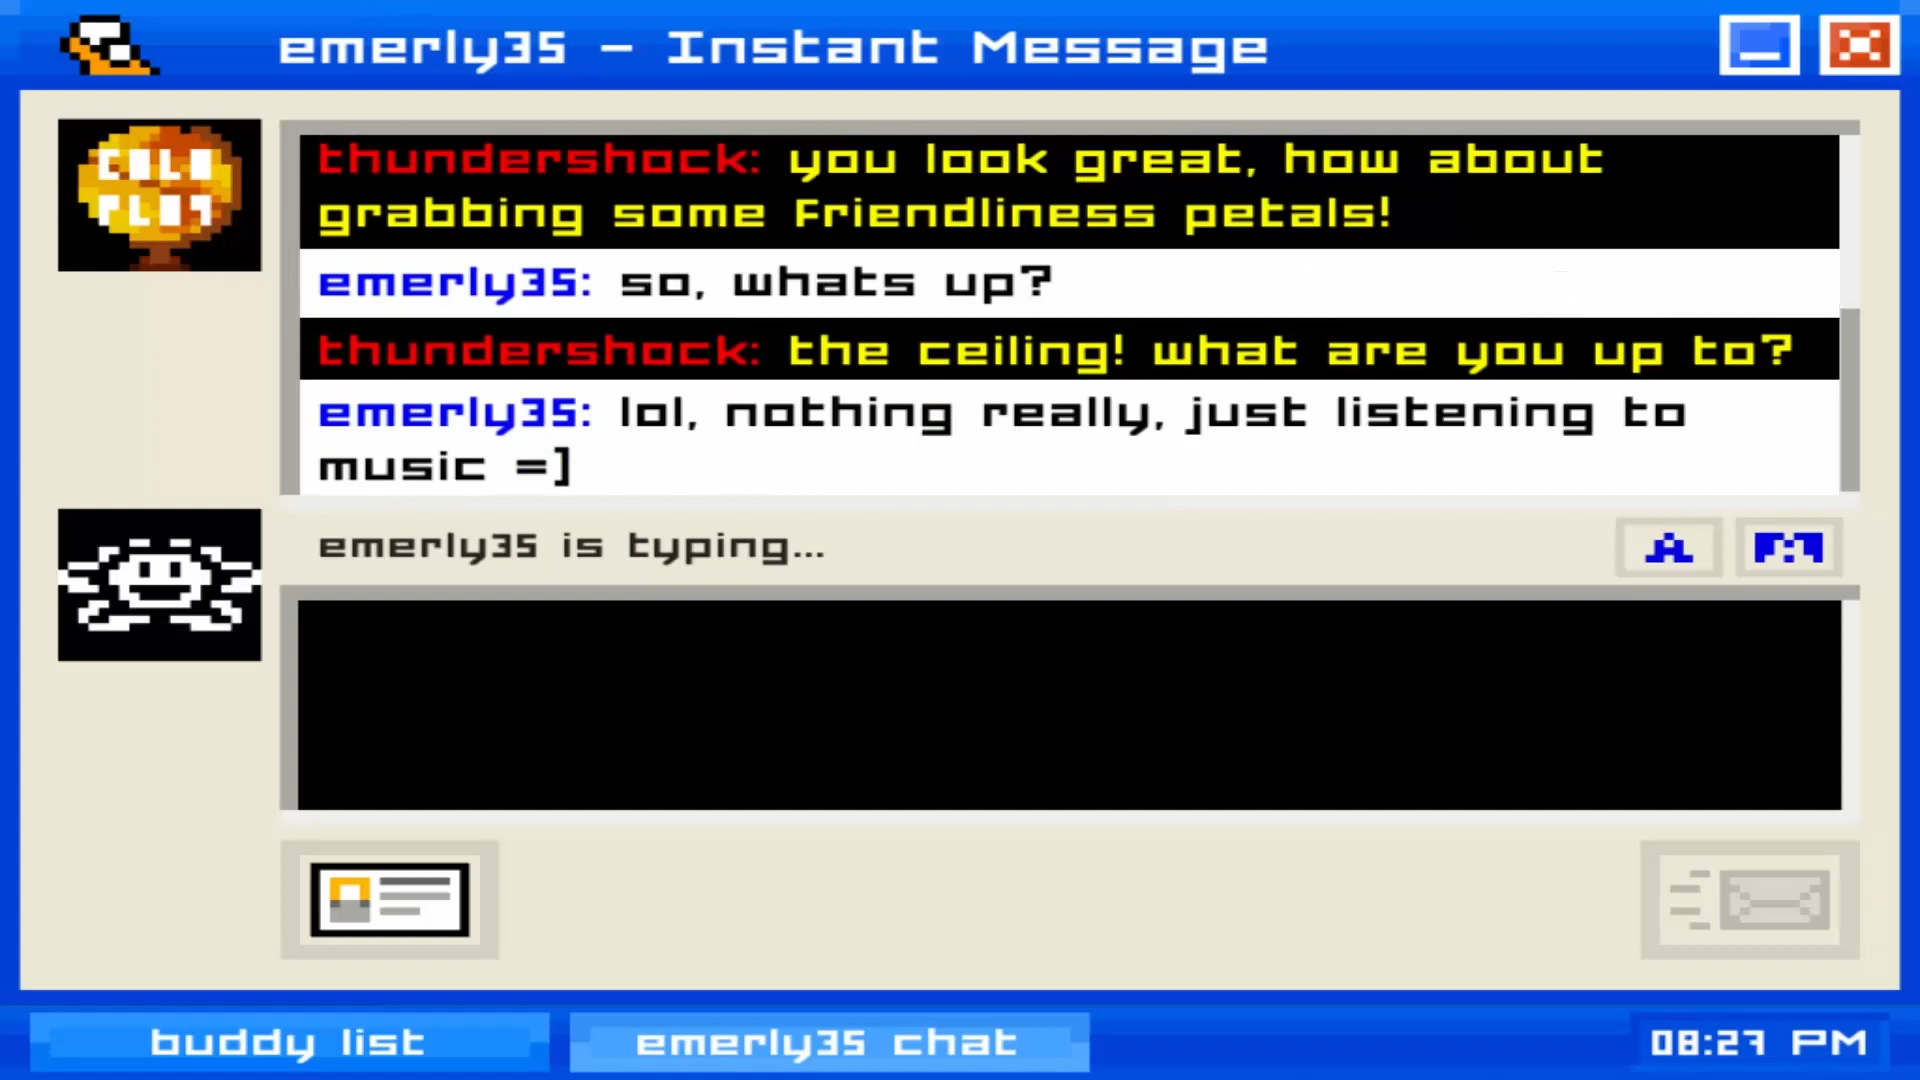 emerly35 - Instant Message
COLD
PLAY
thundershock: you look great, how about
grabbing some Friendliness petals!
emerly35: so, whats up?
thundershock: the ceiling! what are you up to?
emerly35: lol, nothing really, just listening to
music =]
emerly35 is typing...
A
buddy list
emerly35 chat
08:27 PM